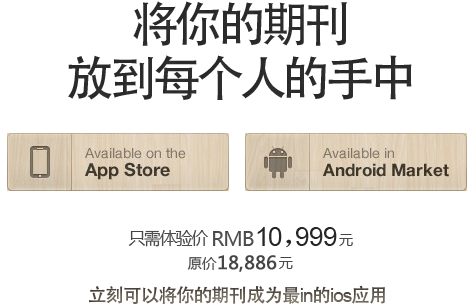 将你的期刊
放到每个人的手中
Available on the
App Store
Available in
Android Market
只需体验价 RMB10,999元
原价18,886元
立刻可以将你的期刊成为最in的ios应用